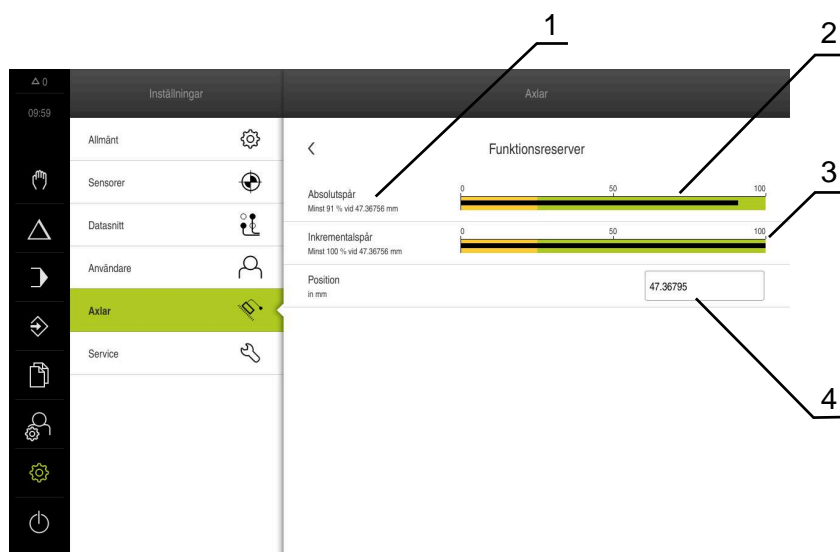 1
2
0
Inställningar
Axlar
09:59
Allmänt
Funktionsreserver
3
Sensorer
Absolutspår
Minst 91 % vid 47.36756 mm
0 50 100
Datasnitt
Inkrementalspår
Minst 100 % vid 47.36756 mm
0 50 100
Användare
Position
in mm
47.36795
Axlar
Service
4